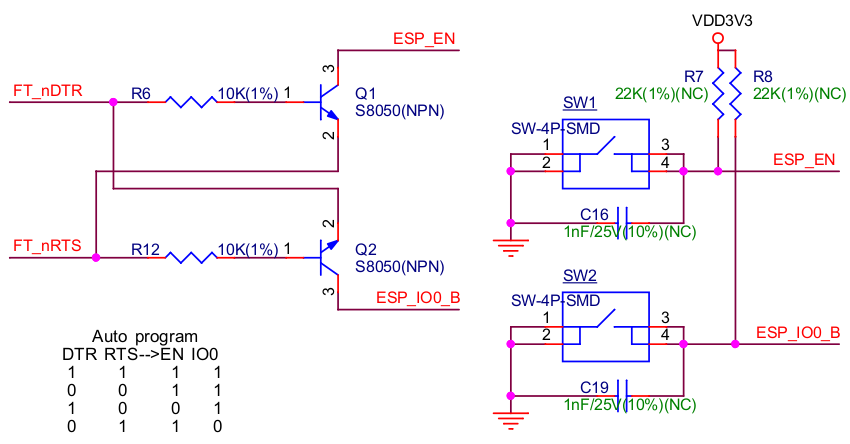 ESP_EN
3
FT_nDTR
R6
10K(1%)
1
Q1
S8050(NPN)
2
2
FT_nRTS
R12
10K(1%)
1
Q2
S8050(NPN)
3
ESP_IO0_B
Auto program
DTR RTS-->EN IO0
1 1 1 1
0 0 1 1
1 0 0 1
0 1 1 0
VDD3V3
R7
22K(1%)(NC)
R8
22K(1%)(NC)
SW1
SW-4P-SMD
1
2
3
4
ESP_EN
C16
1nF/25V(10%)(NC)
SW2
SW-4P-SMD
1
2
3
4
ESP_IO0_B
C19
1nF/25V(10%)(NC)